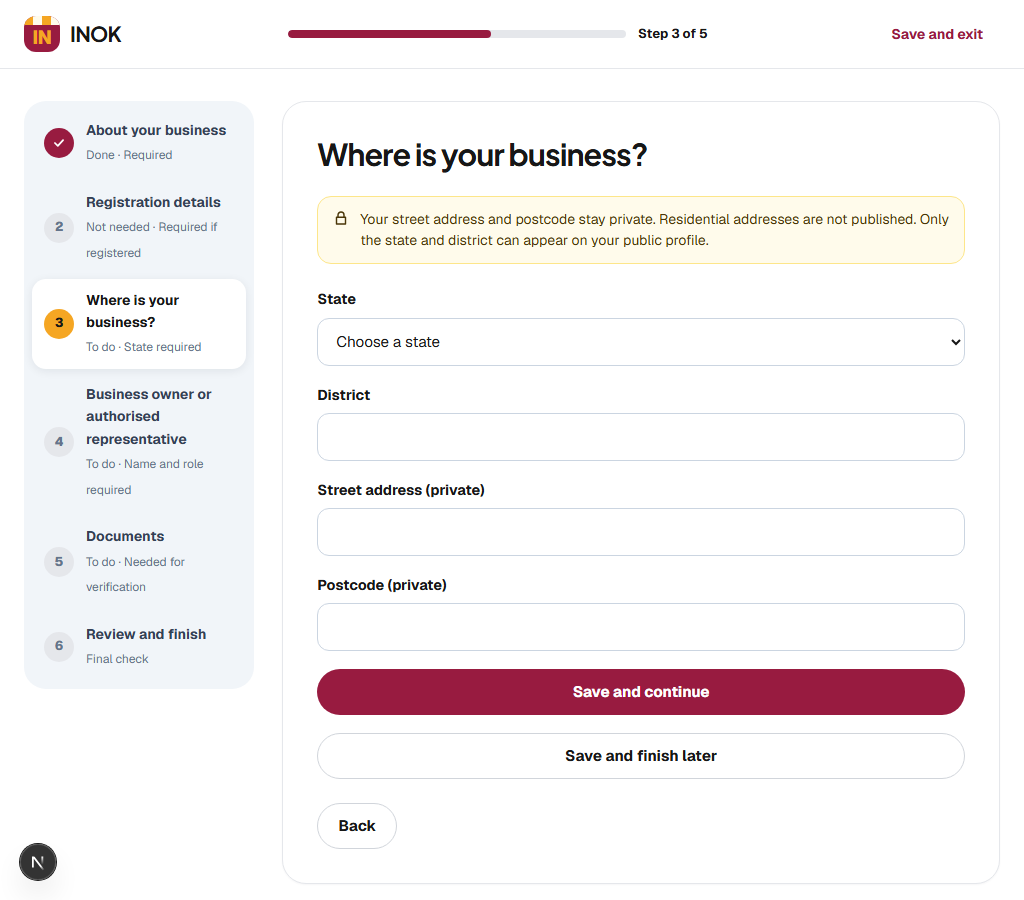 IN INOK
Step 3 of 5
Save and exit
About your business
Done · Required
2
Registration details
Not needed · Required if
registered
3
Where is your
business?
To do · State required
4
Business owner or
authorised
representative
To do · Name and role
required
5
Documents
To do · Needed for
verification
6
Review and finish
Final check
Where is your business?
Your street address and postcode stay private. Residential addresses are not published. Only
the state and district can appear on your public profile.
State
Choose a state
District
Street address (private)
Postcode (private)
Save and continue
Save and finish later
Back
N